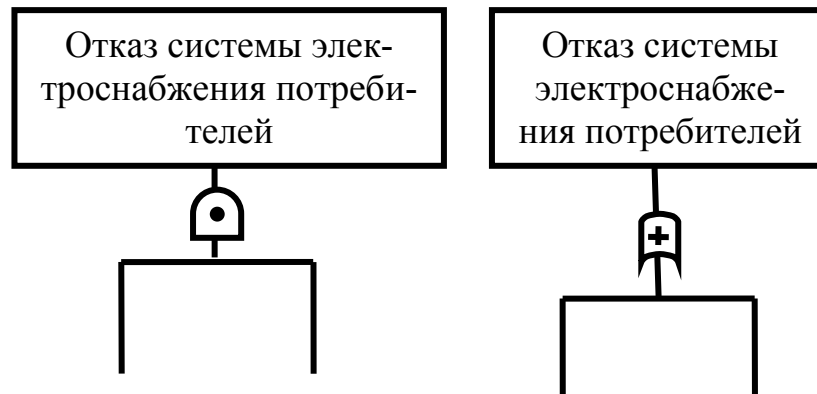 Отказ системы элек-
троснабжения потреби-
телей
Отказ системы
электроснабже-
ния потребителей